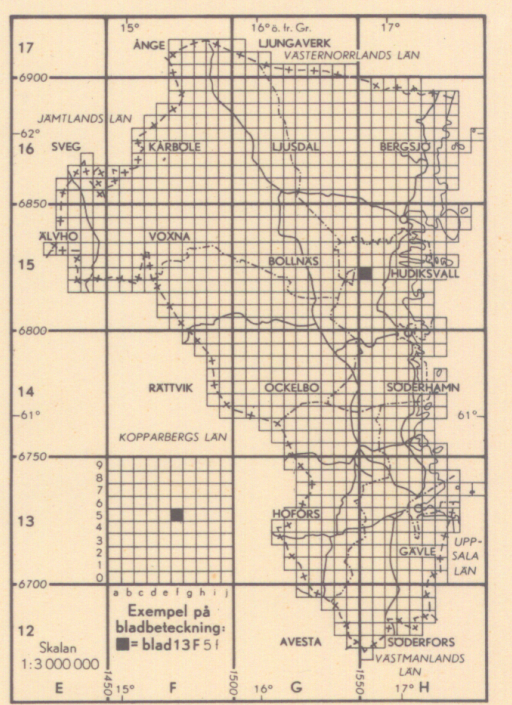 15° 16° ö. fr. Gr. 17°
17 ÅNGE LJUNGAVERK
VÄSTERNORRLANDS LÄN
6900
JÄMTLANDS LÄN
62°
16 SVEG KÅRBÖLE LJUSDAL BERGSJÖ
6850
ÄLVHO VOXNA
BOLLNÄS
15 HUDIKSVALL
6800
14 RÄTTVIK OCKELBO SÖDERHAMN
61° 61°
KOPPARBERGS LÄN
6750
9
8
7
6
5
4
3
2
1
0
13 HOFORS
GÄVLE
UPP-
SALA
LÄN
6700
a b c d e f g h i j
Exempel på
bladbeteckning:
= blad 13 F 5 f
12 AVESTA SÖDERFORS
Skalan
1:3 000 000
VÄSTMANLANDS
LÄN
1450 1500 1550
E 15° F 16° G 17° H